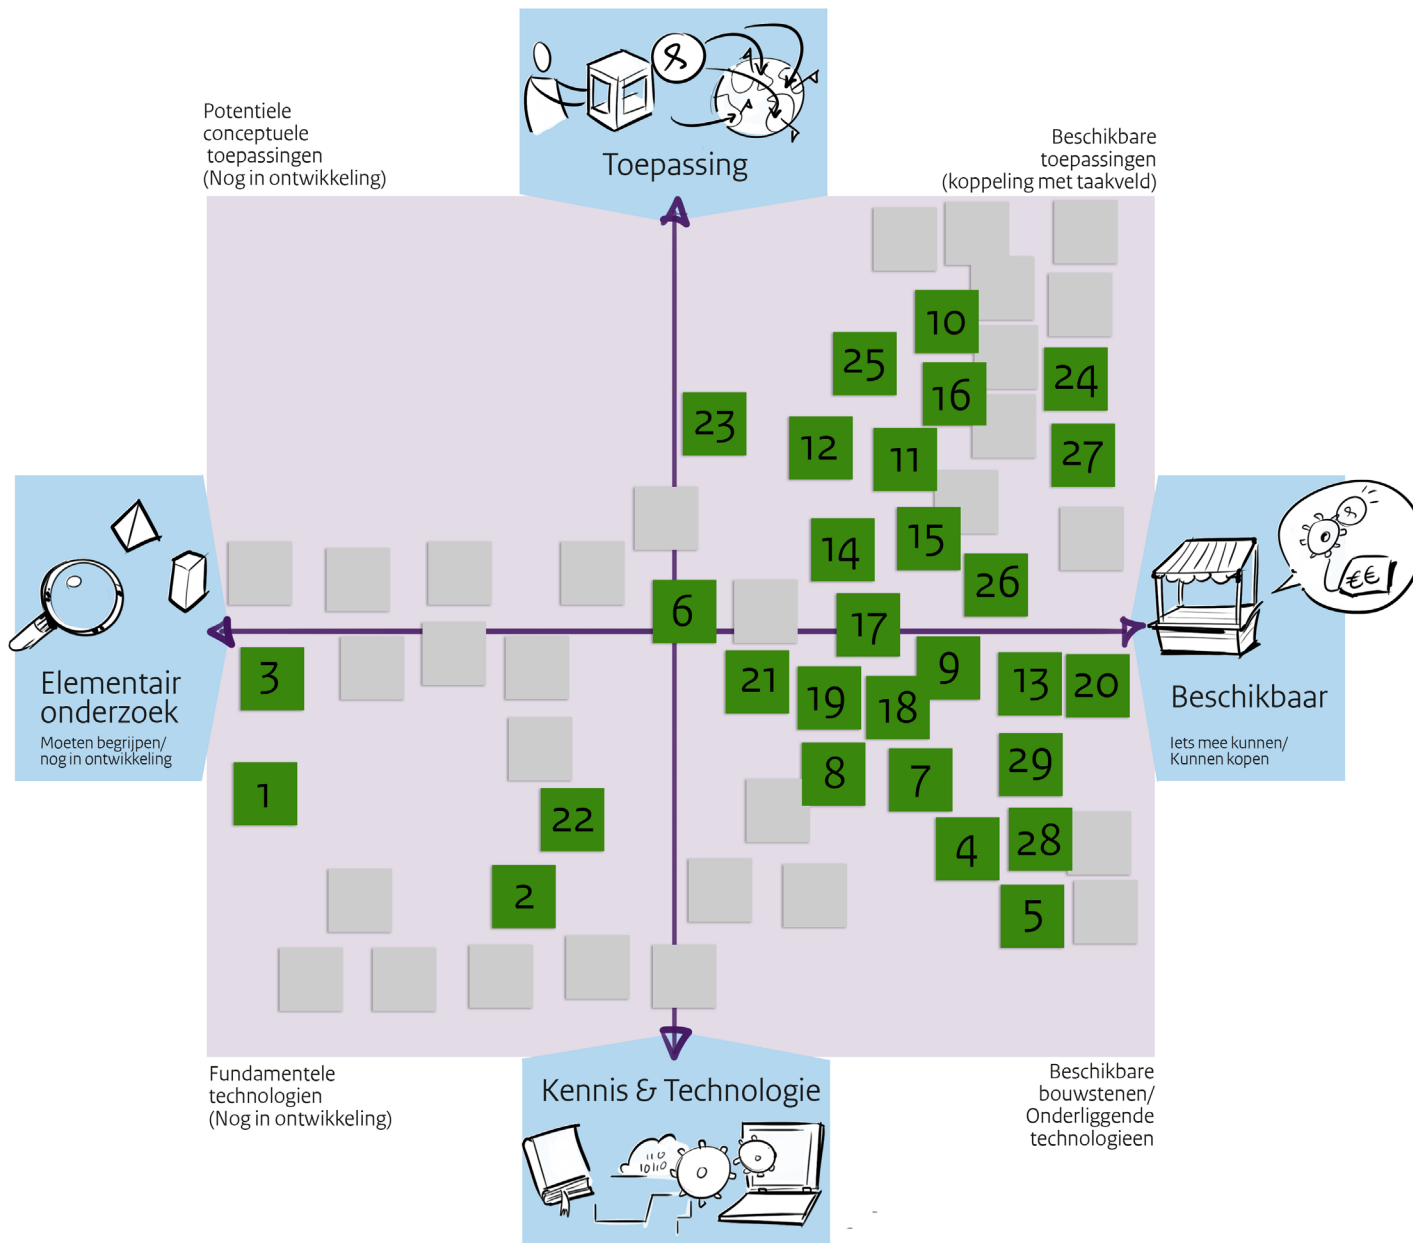 Toepassing
Potentiele
conceptuele
toepassingen
(Nog in ontwikkeling)
Beschikbare
toepassingen
(koppeling met taakveld)
10
25
16
24
23
12
11
27
14
15
26
6
17
3
21
19
18
9
13
20
1
8
7
29
22
4
28
2
5
Elementair
onderzoek
Moeten begrijpen/
nog in ontwikkeling
€€
Beschikbaar
Iets mee kunnen/
Kunnen kopen
Fundamentele
technologien
(Nog in ontwikkeling)
Kennis & Technologie
110
10110
Beschikbare
bouwstenen/
Onderliggende
technologieen